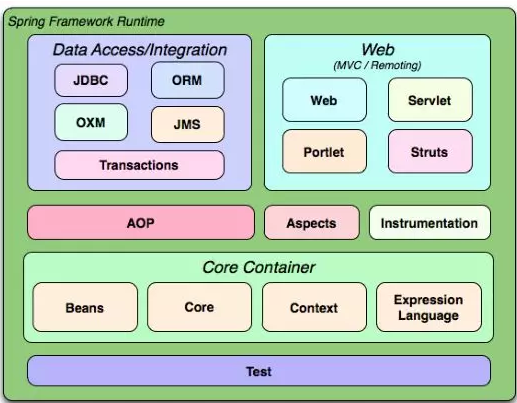 Spring Framework Runtime
Data Access/Integration
JDBC
ORM
OXM
JMS
Transactions
Web
(MVC / Remoting)
Web
Servlet
Portlet
Struts
AOP
Aspects
Instrumentation
Core Container
Beans
Core
Context
Expression
Language
Test